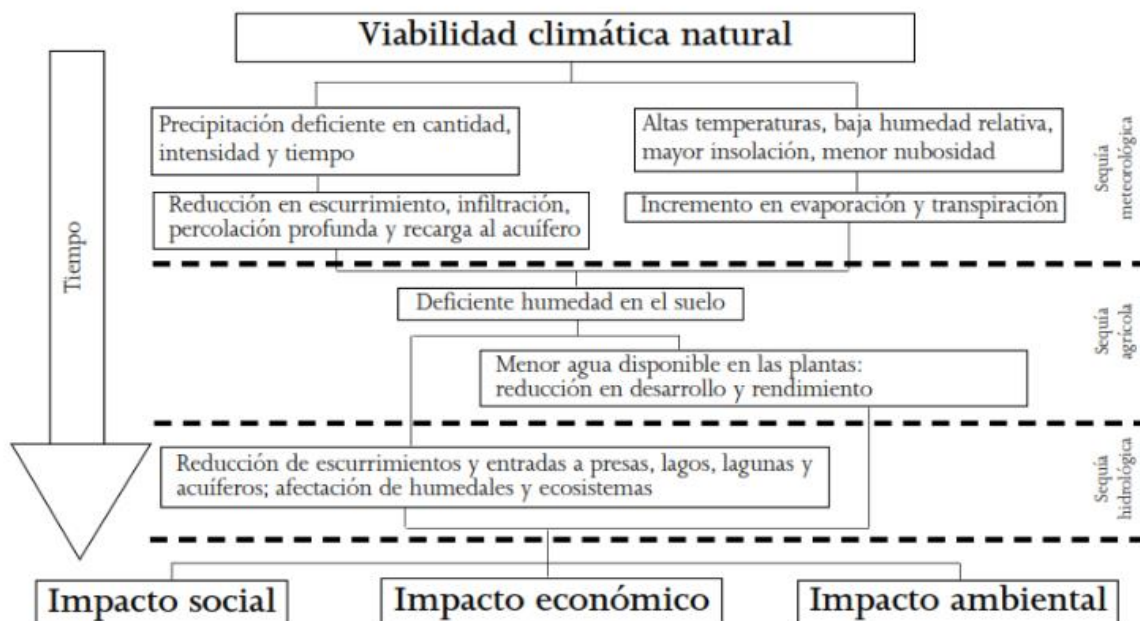 Viabilidad climática natural
Precipitación deficiente en cantidad,
intensidad y tiempo
Altas temperaturas, baja humedad relativa,
mayor insolación, menor nubosidad
Sequía
meteorológica
Reducción en escurrimiento, infiltración,
percolación profunda y recarga al acuífero
Incremento en evaporación y transpiración
Tiempo
Deficiente humedad en el suelo
Sequía
agrícola
Menor agua disponible en las plantas:
reducción en desarrollo y rendimiento
Reducción de escurrimientos y entradas a presas, lagos, lagunas y
acuíferos; afectación de humedales y ecosistemas
Sequía
hidrológica
Impacto social
Impacto económico
Impacto ambiental